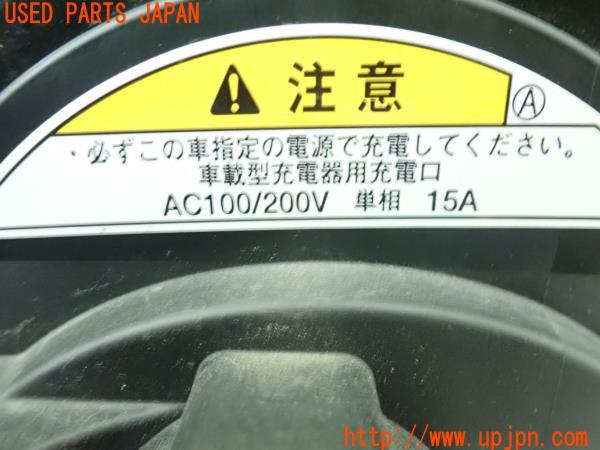 USED PARTS JAPAN
注意
Ⓐ
・必ずこの車指定の電源で充電してください。
車載型充電器用充電口
AC100/200V 単相 15A
http://www.upjpn.com